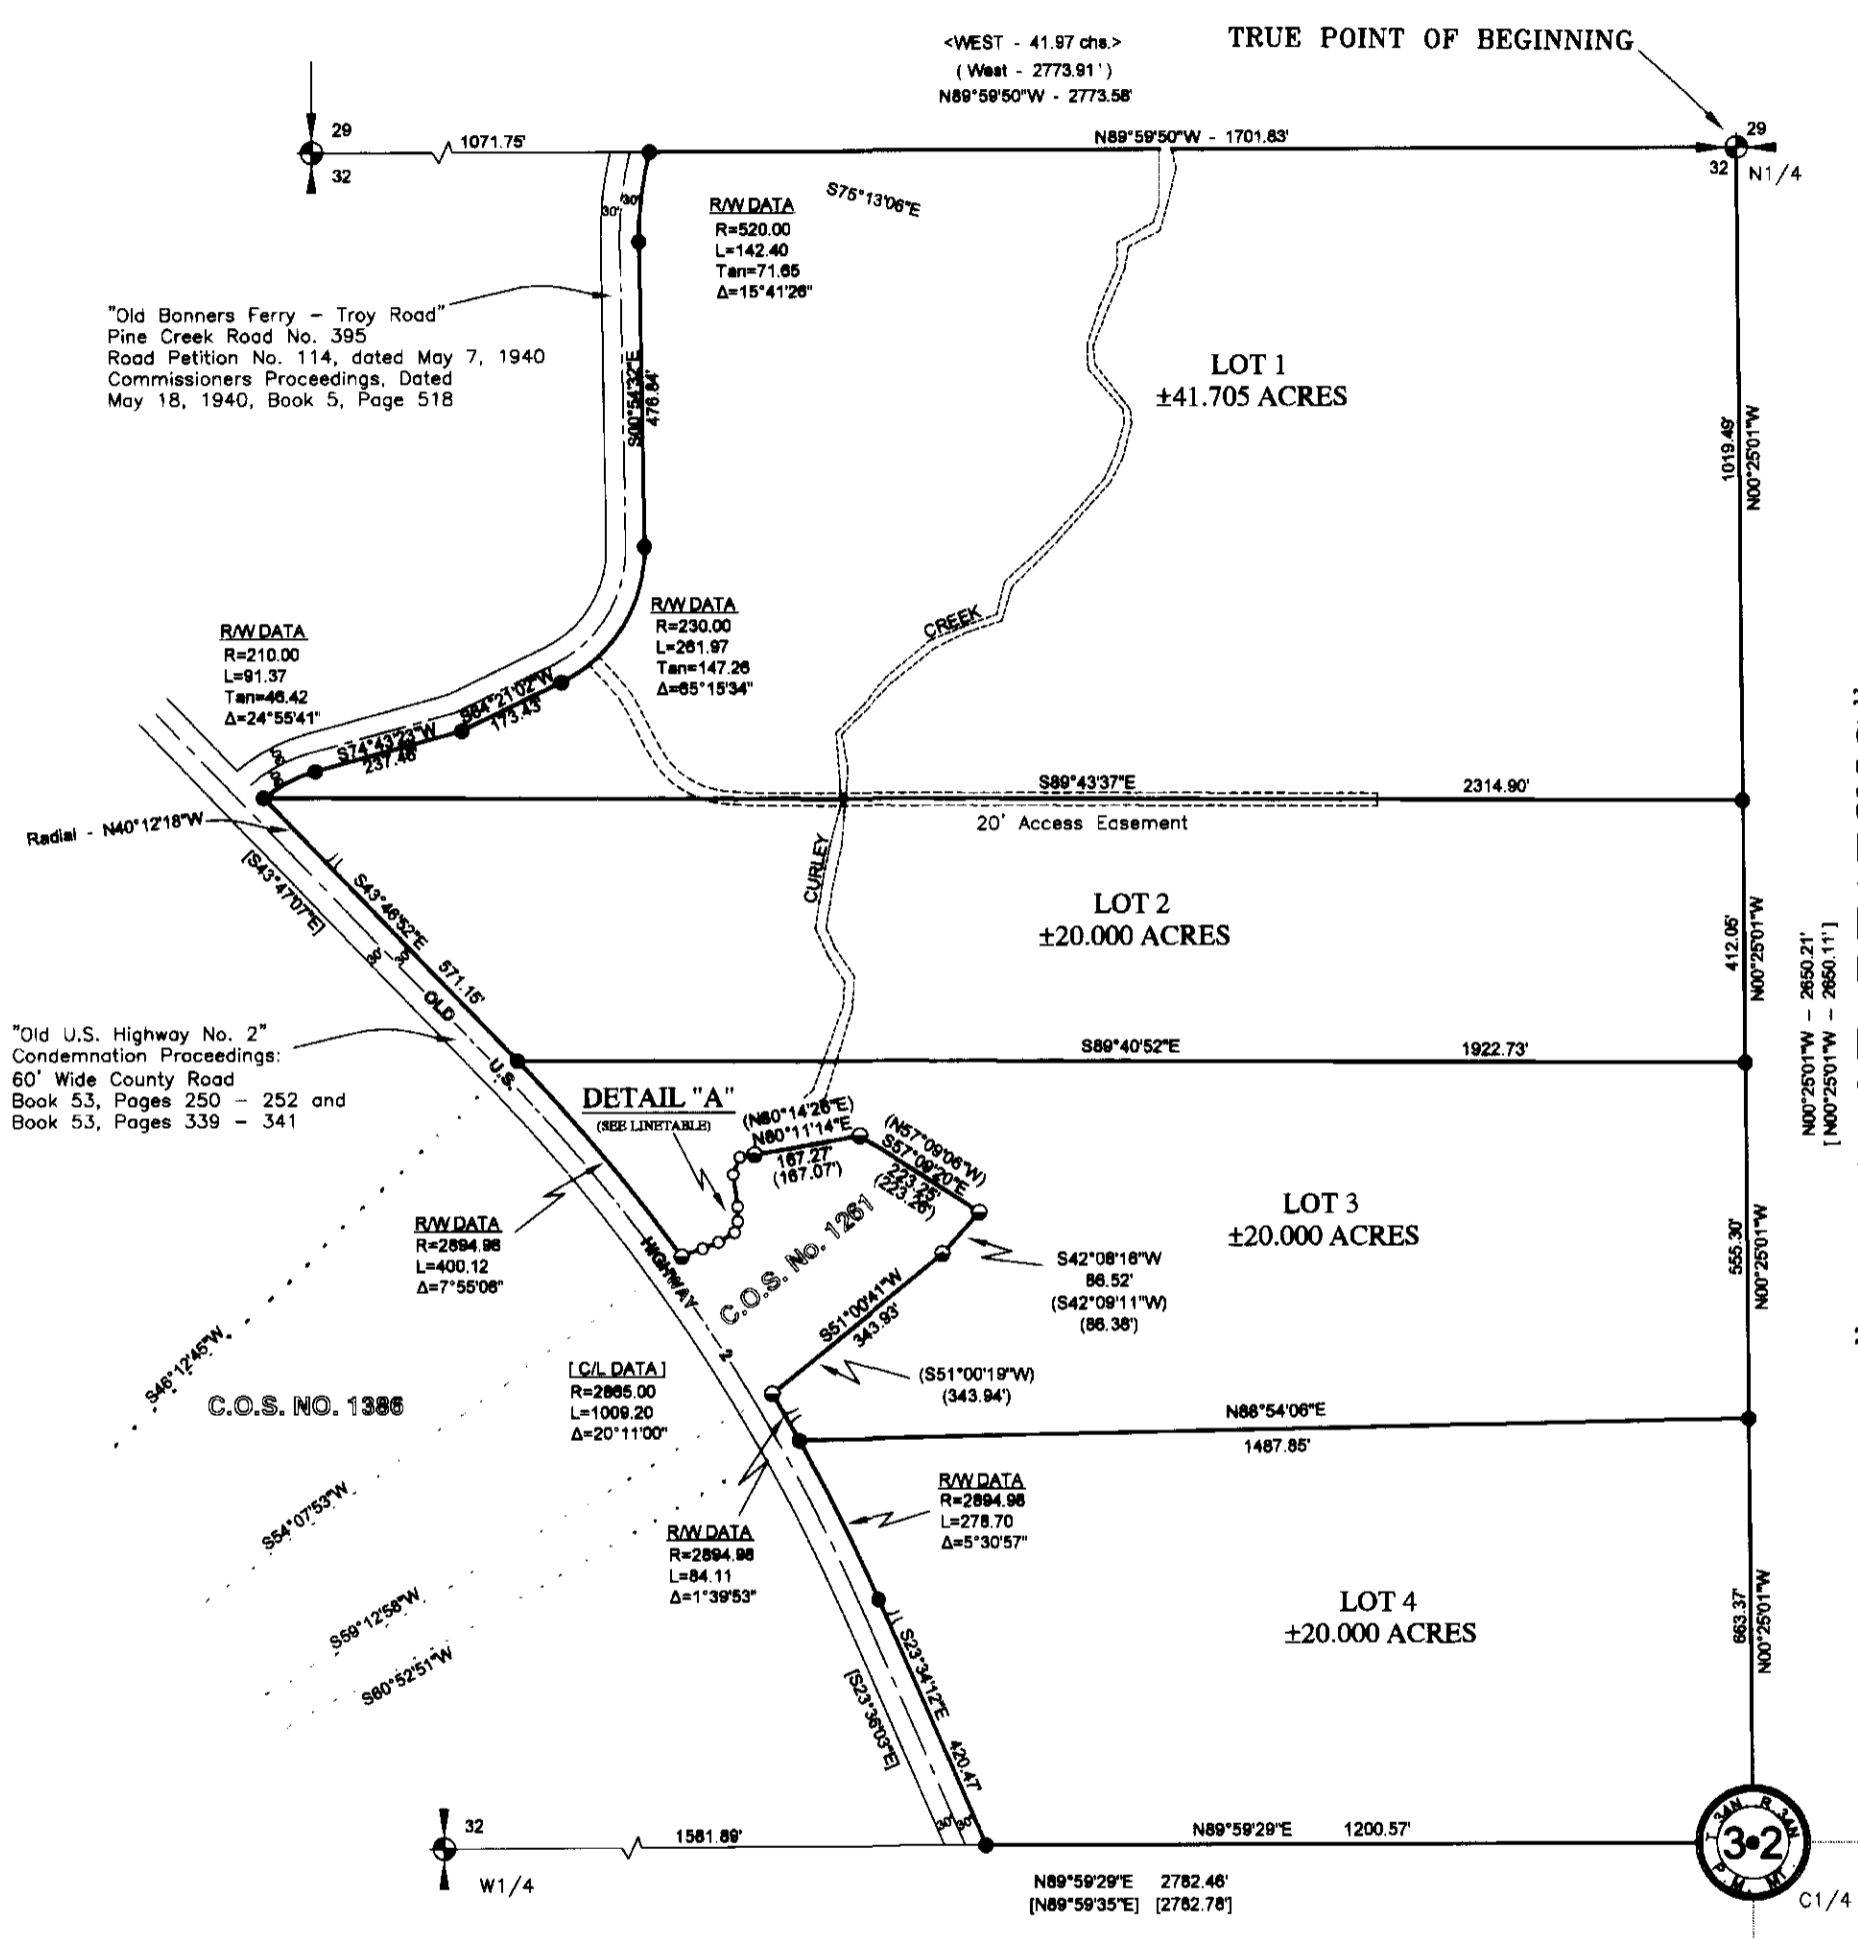 <WEST - 41.97 chs.>
(West - 2773.91')
N89°59'50"W - 2773.58'
TRUE POINT OF BEGINNING
29
32
1071.75'
N89°59'50"W - 1701.83'
29
32
N1/4
S75°13'06"E
30'
30'
R/W DATA
R=520.00
L=142.40
Tan=71.65
Δ=15°41'26"
"Old Bonners Ferry - Troy Road"
Pine Creek Road No. 395
Road Petition No. 114, dated May 7, 1940
Commissioners Proceedings, Dated
May 18, 1940, Book 5, Page 518
S00°54'32"E
476.84'
LOT 1
±41.705 ACRES
1019.49'
N00°25'01"W
R/W DATA
R=210.00
L=91.37
Tan=46.42
Δ=24°55'41"
R/W DATA
R=230.00
L=261.97
Tan=147.26
Δ=65°15'34"
CREEK
S64°21'02"W
173.43'
S74°43'23"W
237.46'
S89°43'37"E
2314.90'
20' Access Easement
Radial - N40°12'18"W
[S43°47'07"E]
S43°46'52"E
571.15'
CURLEY
LOT 2
±20.000 ACRES
412.05'
N00°25'01"W
N00°25'01"W - 2650.21'
[N00°25'01"W - 2650.11']
30'
30'
OLD
U.S.
HIGHWAY
2
"Old U.S. Highway No. 2"
Condemnation Proceedings:
60' Wide County Road
Book 53, Pages 250 - 252 and
Book 53, Pages 339 - 341
S89°40'52"E
1922.73'
DETAIL "A"
(SEE LINETABLE)
(N80°14'26"E)
N80°11'14"E
167.27'
(167.07')
(N57°09'06"W)
S57°09'20"E
223.25'
(223.26')
C.O.S. No. 1261
LOT 3
±20.000 ACRES
555.30'
N00°25'01"W
R/W DATA
R=2894.98
L=400.12
Δ=7°55'06"
S42°08'16"W
86.52'
(S42°09'11"W)
(86.38')
S51°00'41"W
343.93'
(S51°00'19"W)
(343.94')
S46°12'45"W
C.O.S. NO. 1386
[C/L DATA]
R=2865.00
L=1009.20
Δ=20°11'00"
N88°54'06"E
1487.85'
S54°07'53"W
R/W DATA
R=2894.98
L=278.70
Δ=5°30'57"
R/W DATA
R=2894.98
L=84.11
Δ=1°39'53"
S59°12'58"W
S60°52'51"W
LOT 4
±20.000 ACRES
663.37'
N00°25'01"W
S23°34'12"E
420.47'
[S23°36'03"E]
30'
30'
32
W1/4
1581.89'
N89°59'29"E 1200.57'
T. 34N. R. 34N
3•2
P. M. MT.
C1/4
N89°59'29"E 2782.46'
[N89°59'35"E] [2782.78']